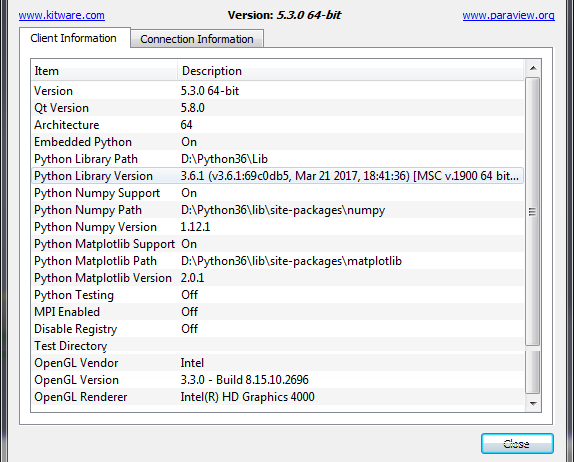 www.kitware.com Version: 5.3.0 64-bit www.paraview.org
Client Information Connection Information
Item Description
Version 5.3.0 64-bit
Qt Version 5.8.0
Architecture 64
Embedded Python On
Python Library Path D:\Python36\Lib
Python Library Version 3.6.1 (v3.6.1:69c0db5, Mar 21 2017, 18:41:36) [MSC v.1900 64 bit...
Python Numpy Support On
Python Numpy Path D:\Python36\lib\site-packages\numpy
Python Numpy Version 1.12.1
Python Matplotlib Support On
Python Matplotlib Path D:\Python36\lib\site-packages\matplotlib
Python Matplotlib Version 2.0.1
Python Testing Off
MPI Enabled Off
Disable Registry Off
Test Directory
OpenGL Vendor Intel
OpenGL Version 3.3.0 - Build 8.15.10.2696
OpenGL Renderer Intel(R) HD Graphics 4000
Close